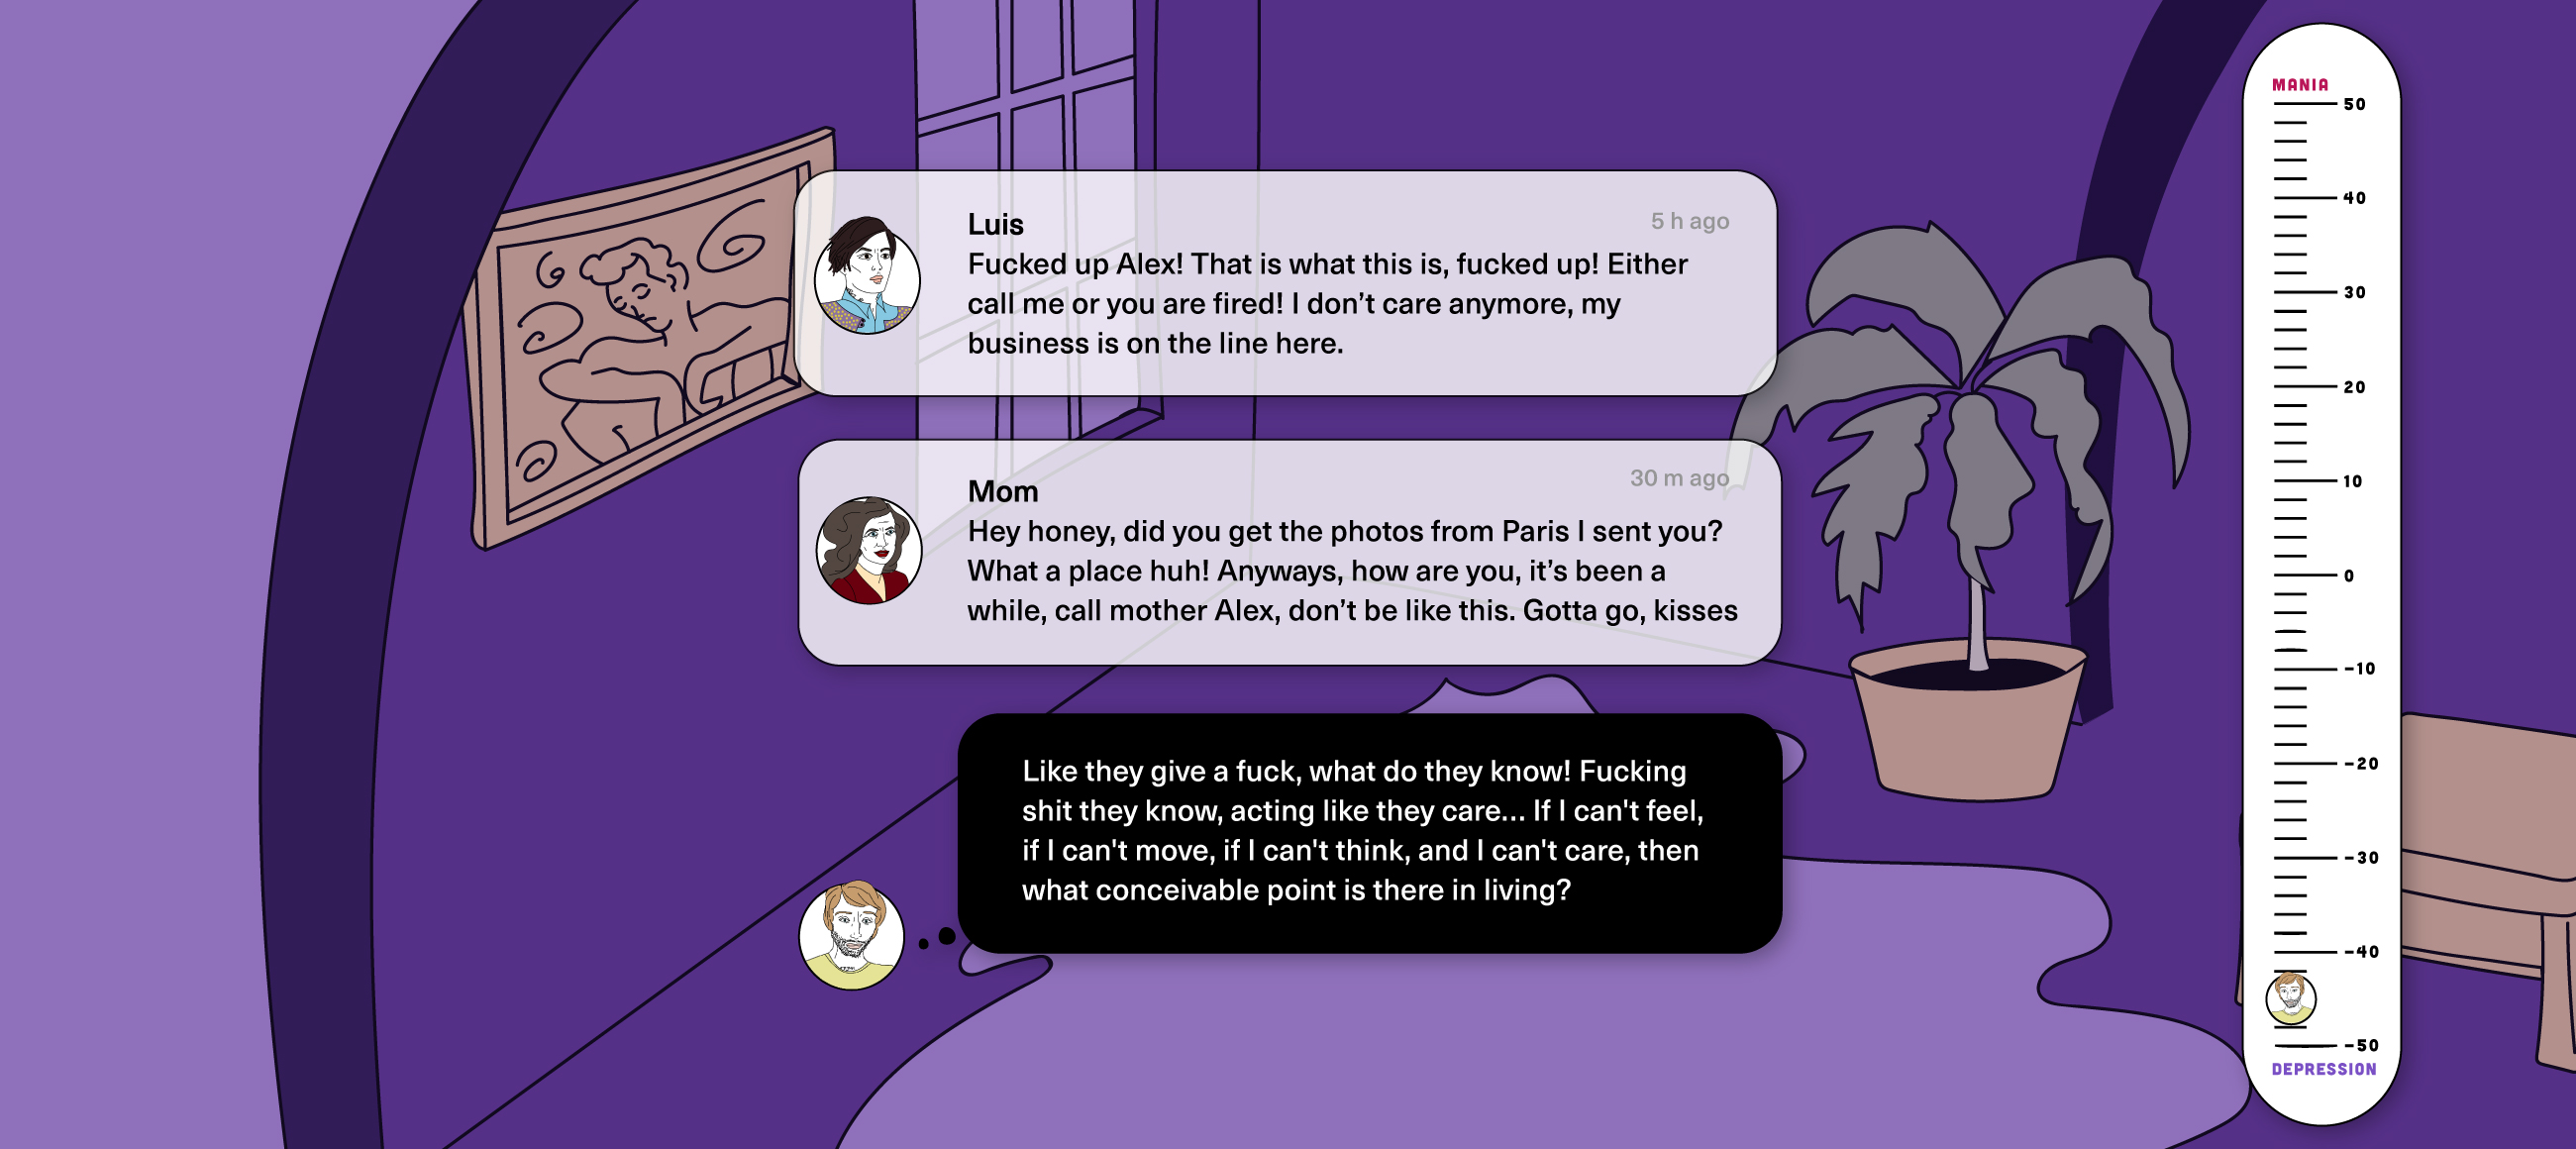 Luis
5 h ago
Fucked up Alex! That is what this is, fucked up! Either
call me or you are fired! I don’t care anymore, my
business is on the line here.
Mom
30 m ago
Hey honey, did you get the photos from Paris I sent you?
What a place huh! Anyways, how are you, it’s been a
while, call mother Alex, don’t be like this. Gotta go, kisses
Like they give a fuck, what do they know! Fucking
shit they know, acting like they care... If I can't feel,
if I can't move, if I can't think, and I can't care, then
what conceivable point is there in living?
MANIA
50
40
30
20
10
0
-10
-20
-30
-40
-50
DEPRESSION